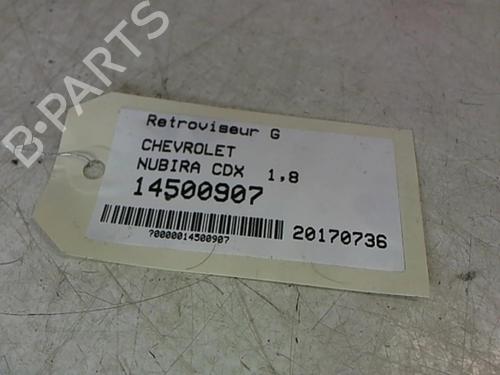 B-PARTS
Retroviseur G
CHEVROLET
NUBIRA CDX 1,8
14500907
?0000014500907
20170736